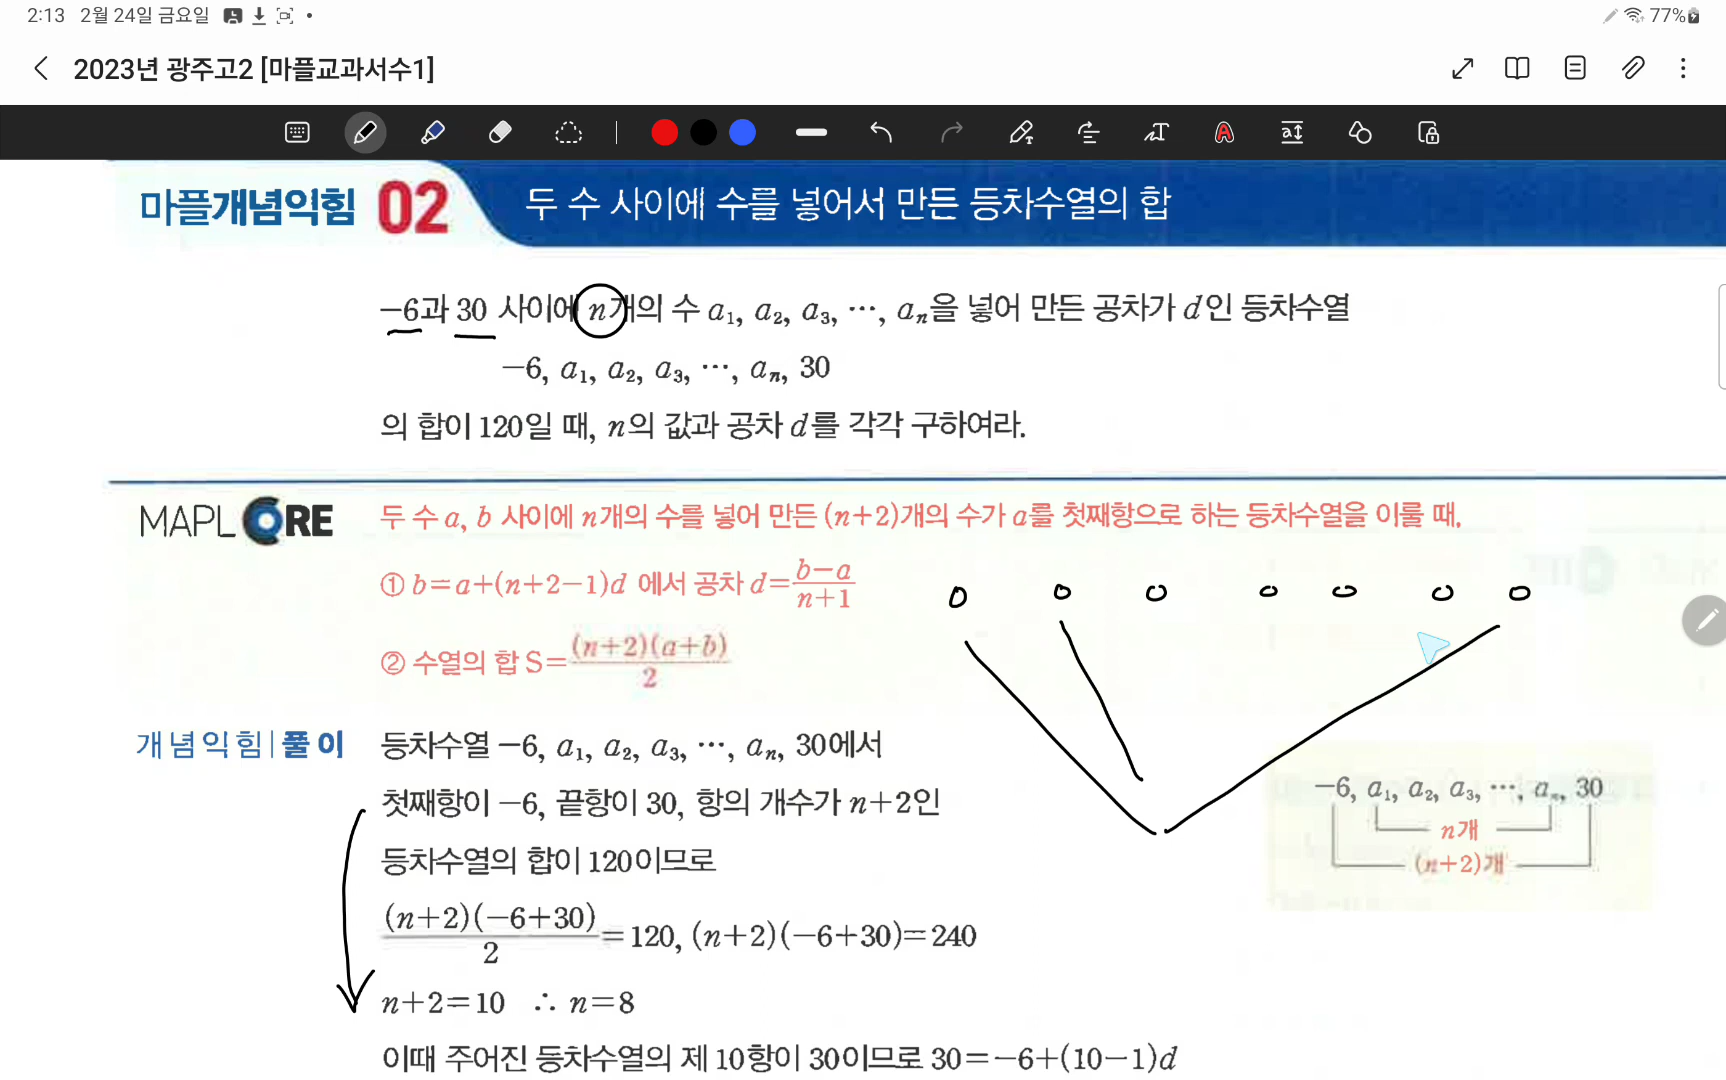 2:13 2월 24일 금요일
77%
2023년 광주고2 [마플교과서수1]
마플개념익힘 02 두 수 사이에 수를 넣어서 만든 등차수열의 합
−6과 30 사이에 n개의 수 a₁, a₂, a₃, ⋯, aₙ을 넣어 만든 공차가 d인 등차수열
−6, a₁, a₂, a₃, ⋯, aₙ, 30
의 합이 120일 때, n의 값과 공차 d를 각각 구하여라.
MAPL CORE 두 수 a, b 사이에 n개의 수를 넣어 만든 (n+2)개의 수가 a를 첫째항으로 하는 등차수열을 이룰 때,
① b=a+(n+2−1)d 에서 공차 d=(b−a)/(n+1)
② 수열의 합 S=(n+2)(a+b)/2
개념익힘|풀이 등차수열 −6, a₁, a₂, a₃, ⋯, aₙ, 30에서
첫째항이 −6, 끝항이 30, 항의 개수가 n+2인
등차수열의 합이 120이므로
(n+2)(−6+30)/2=120, (n+2)(−6+30)=240
n+2=10 ∴ n=8
이때 주어진 등차수열의 제 10항이 30이므로 30=−6+(10−1)d
−6, a₁, a₂, a₃, ⋯, aₙ, 30
n개
(n+2)개